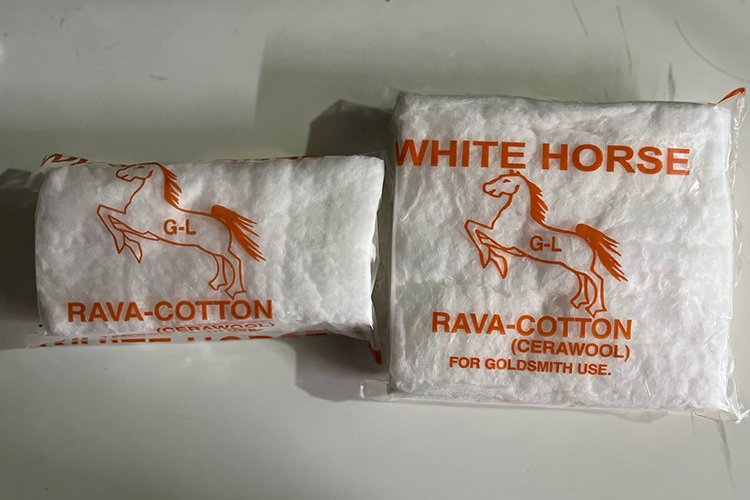 G-L
RAVA-COTTON
(CERAWOOL)
WHITE HORSE
G-L
RAVA-COTTON
(CERAWOOL)
FOR GOLDSMITH USE.